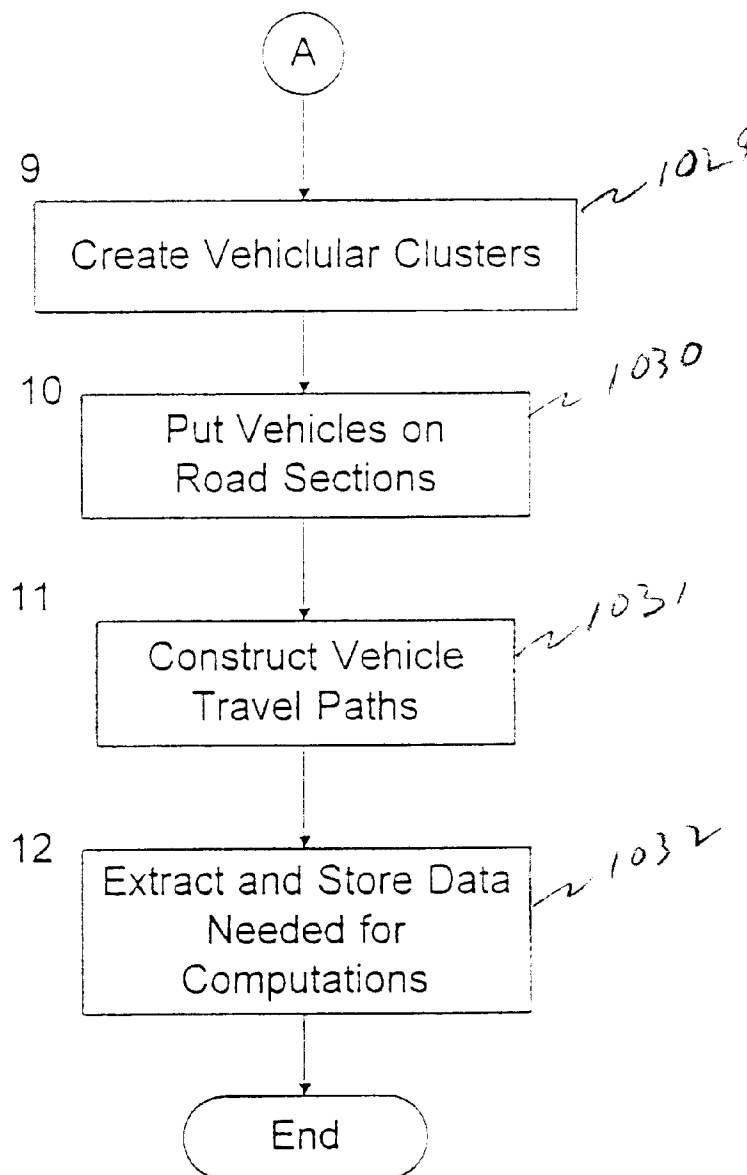 A
9
1029
Create Vehiclular Clusters
10
1030
Put Vehicles on
Road Sections
11
1031
Construct Vehicle
Travel Paths
12
1032
Extract and Store Data
Needed for
Computations
End